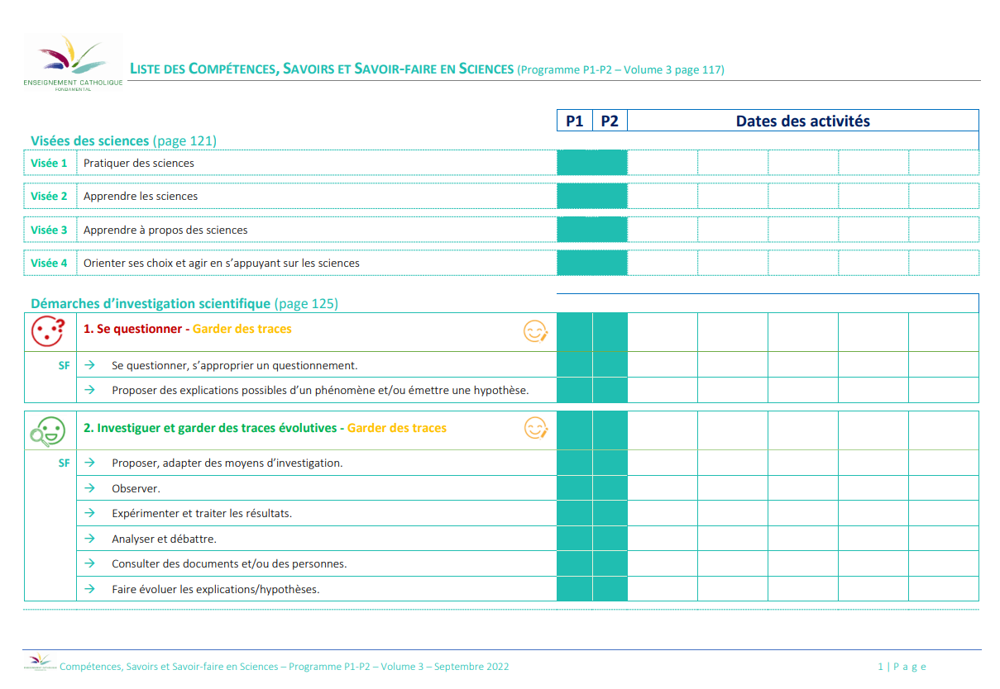 ENSEIGNEMENT CATHOLIQUE
FONDAMENTAL
LISTE DES COMPÉTENCES, SAVOIRS ET SAVOIR-FAIRE EN SCIENCES (Programme P1-P2 – Volume 3 page 117)
P1 P2 Dates des activités
Visées des sciences (page 121)
Visée 1 Pratiquer des sciences
Visée 2 Apprendre les sciences
Visée 3 Apprendre à propos des sciences
Visée 4 Orienter ses choix et agir en s’appuyant sur les sciences
Démarches d’investigation scientifique (page 125)
1. Se questionner - Garder des traces
SF → Se questionner, s’approprier un questionnement.
→ Proposer des explications possibles d’un phénomène et/ou émettre une hypothèse.
2. Investiguer et garder des traces évolutives - Garder des traces
SF → Proposer, adapter des moyens d’investigation.
→ Observer.
→ Expérimenter et traiter les résultats.
→ Analyser et débattre.
→ Consulter des documents et/ou des personnes.
→ Faire évoluer les explications/hypothèses.
Compétences, Savoirs et Savoir-faire en Sciences – Programme P1-P2 – Volume 3 – Septembre 2022 1 | Page